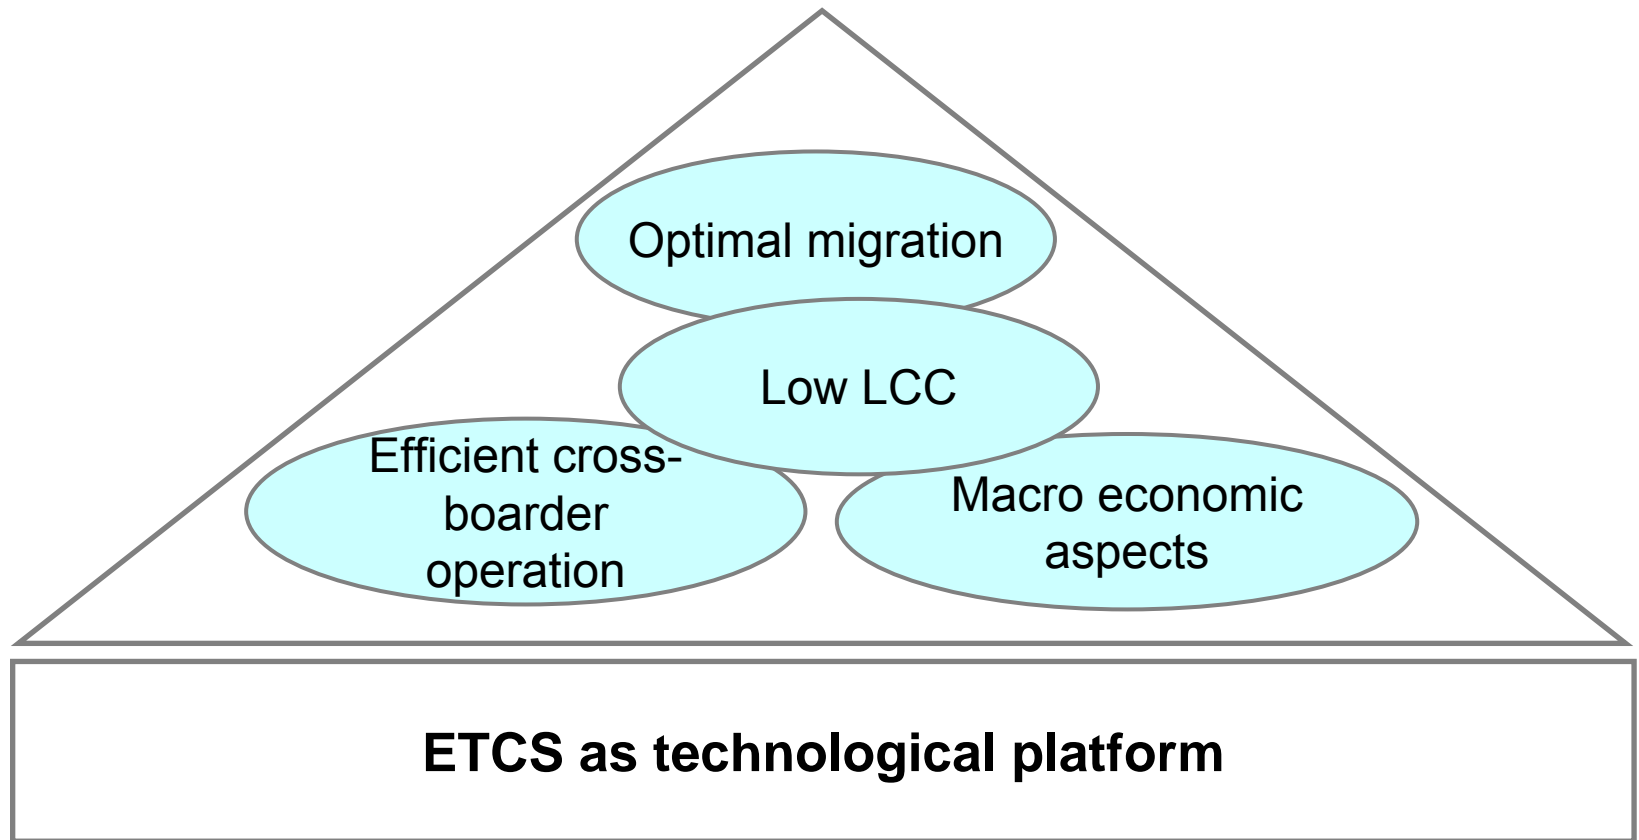 Optimal migration
Low LCC
Efficient cross-
boarder
operation
Macro economic
aspects
ETCS as technological platform